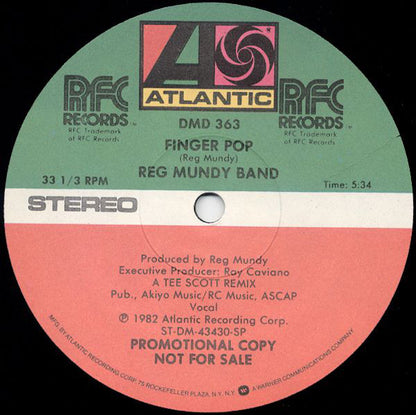 RFC
RECORDS™
RFC Trademark
of RFC Records
A
ATLANTIC
RFC
RECORDS™
RFC Trademark
of RFC Records
DMD 363
FINGER POP
(Reg Mundy)
REG MUNDY BAND
33 1/3 RPM
Time: 5:34
STEREO
Produced by Reg Mundy
Executive Producer: Ray Caviano
A TEE SCOTT REMIX
Pub., Akiyo Music/RC Music, ASCAP
Vocal
℗ 1982 Atlantic Recording Corp.
ST-DM-43430-SP
PROMOTIONAL COPY
NOT FOR SALE
MFG. BY ATLANTIC RECORDING CORP. 75 ROCKEFELLER PLAZA, N.Y. N.Y. A WARNER COMMUNICATIONS COMPANY